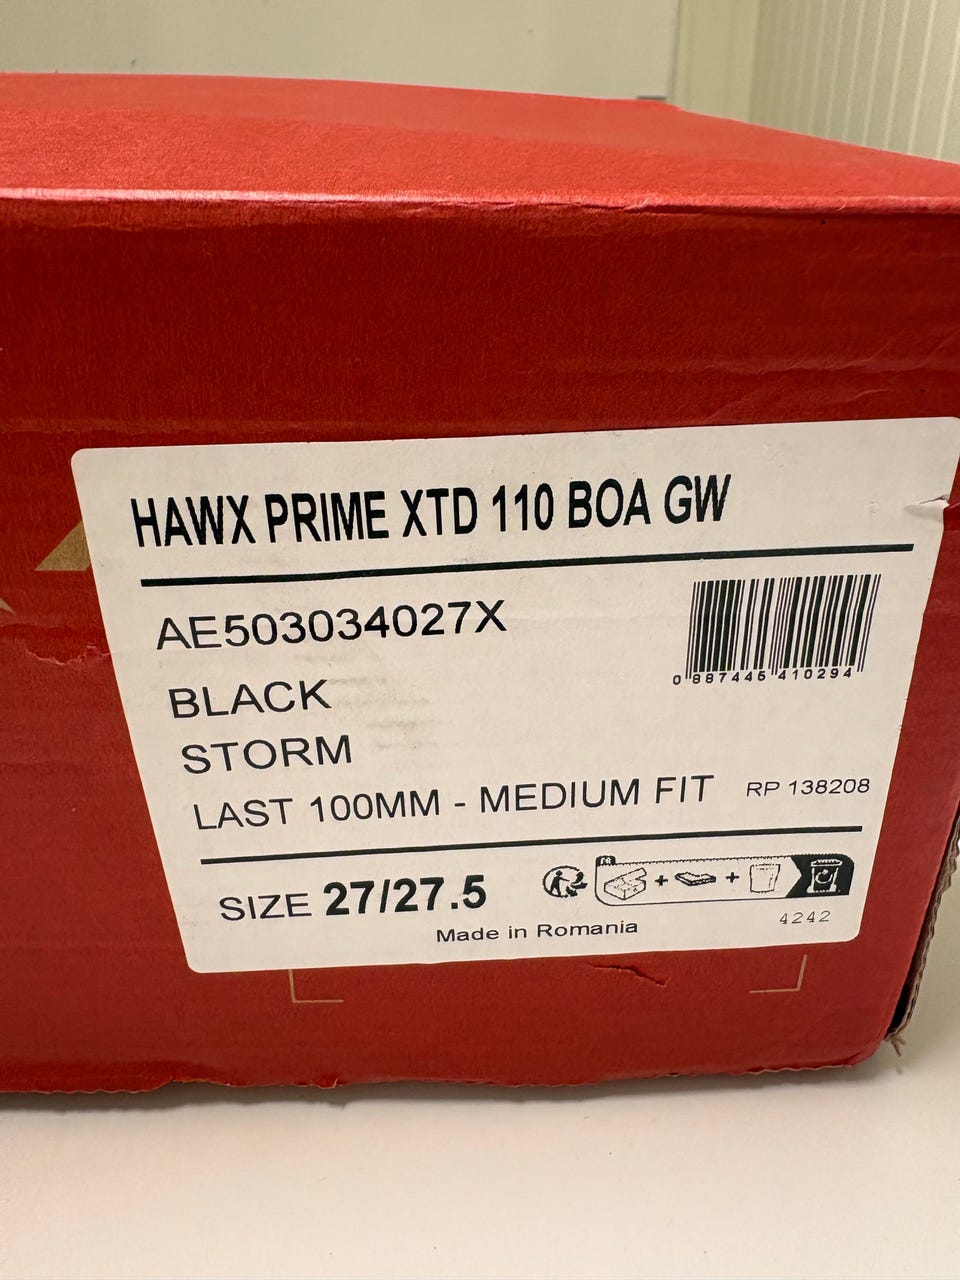 HAWX PRIME XTD 110 BOA GW
AE503034027X
0 887445 410294
BLACK
STORM
LAST 100MM - MEDIUM FIT
RP 138208
SIZE 27/27.5
FR
Made in Romania
4242